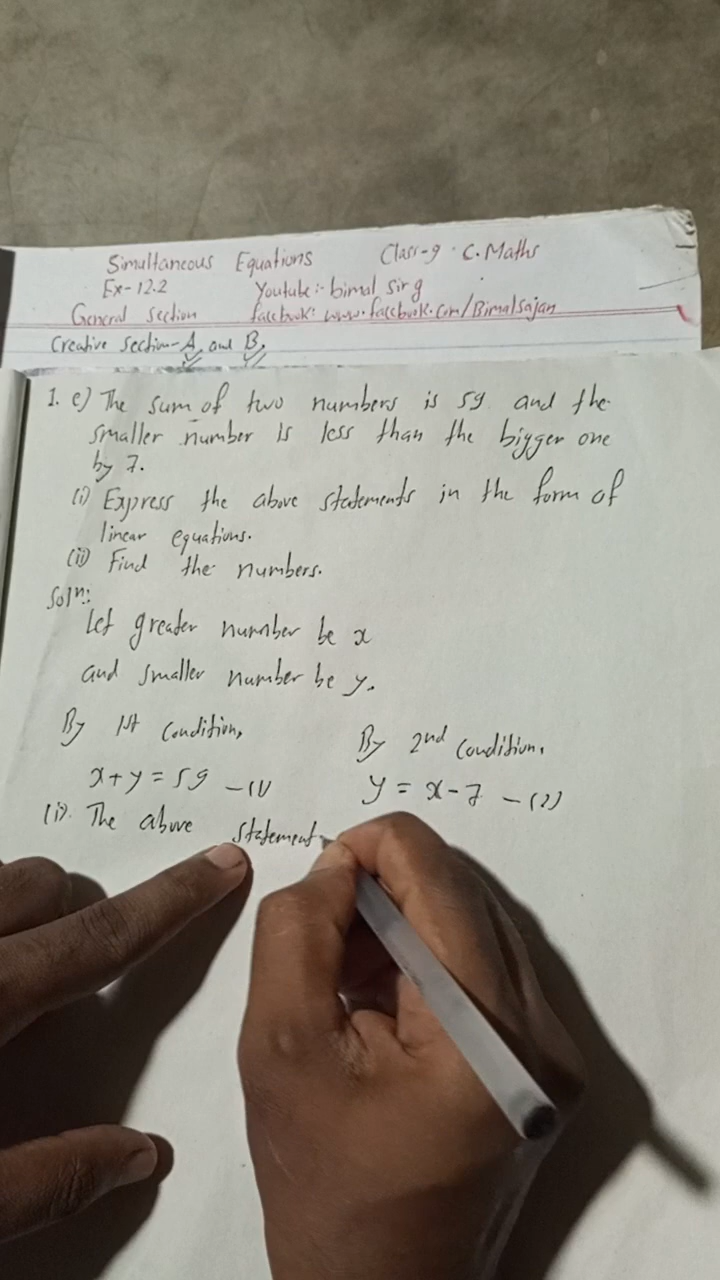 Simultaneous Equations Class-9 C. Maths
Ex-12.2 Youtube:- bimal sir g
General section facebook: www.facebook.com/Bimalsajan
Creative section-A, and B,
1. e) The sum of two numbers is 59 and the
smaller number is less than the bigger one
by 7.
(i) Express the above statements in the form of
linear equations.
(ii) Find the numbers.
Soln:
Let greater number be x
and smaller number be y.
By 1st Condition, By 2nd condition,
x+y=59 -(1) y=x-7 -(2)
(i). The above statement